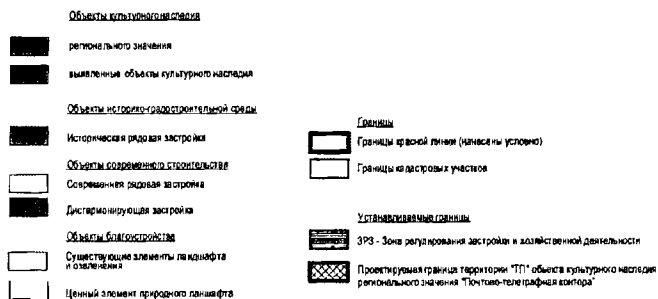 Объекты культурного наследия
регионального значения
выявленные объекты культурного наследия
Объекты историко-градостроительной среды
Историческая рядовая застройка
Объекты современного строительства
Современная рядовая застройка
Дисгармонирующая застройка
Объекты благоустройства
Существующие элементы ландшафта
и озеленения
Ценный элемент природного ланшафта
Границы
Границы красной линии (нанесены условно)
Границы кадастровых участков
Устанавливаемые границы
ЗРЗ - Зона регулирования застройки и хозяйственной деятельности
Проектируемая граница территории "ТП" объекта культурного наследия
регионального значения "Почтово-телеграфная контора"